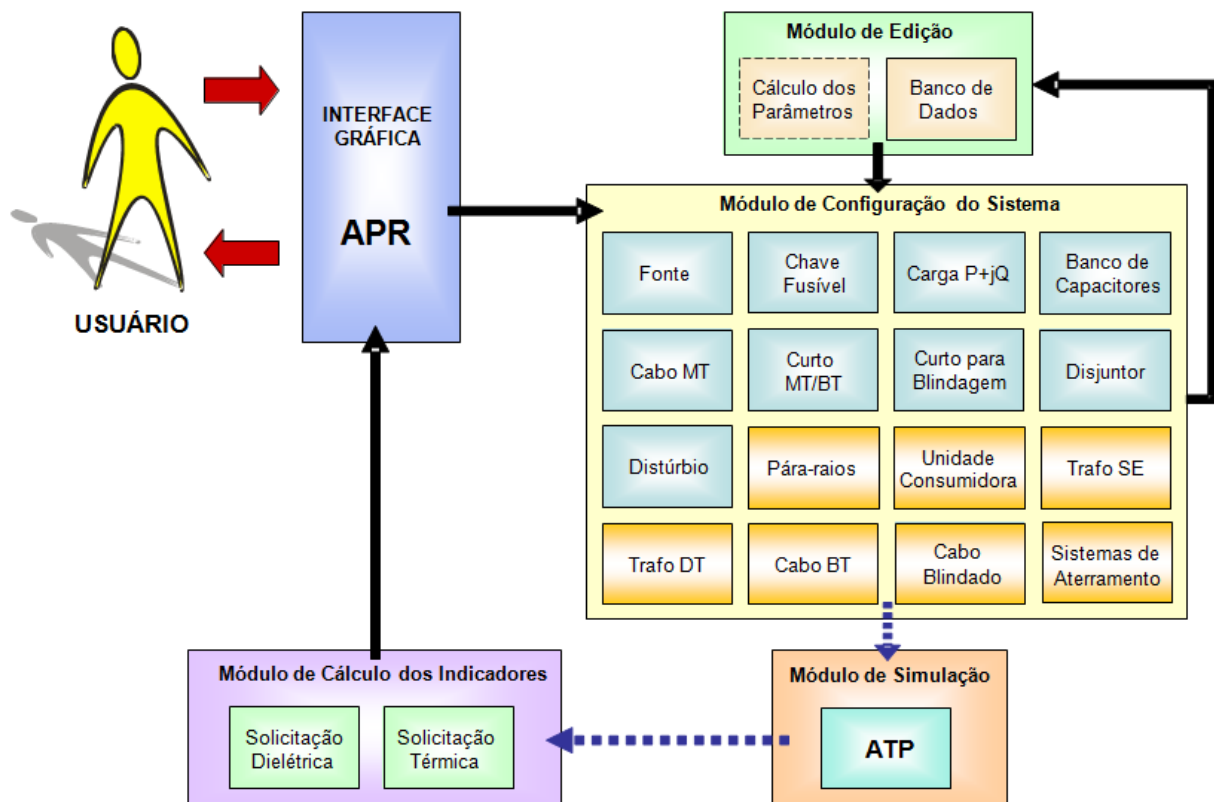 USUÁRIO
INTERFACE
GRÁFICA
APR
Módulo de Edição
Cálculo dos
Parâmetros
Banco de
Dados
Módulo de Configuração do Sistema
Fonte
Chave
Fusível
Carga P+jQ
Banco de
Capacitores
Cabo MT
Curto
MT/BT
Curto para
Blindagem
Disjuntor
Distúrbio
Pára-raios
Unidade
Consumidora
Trafo SE
Trafo DT
Cabo BT
Cabo
Blindado
Sistemas de
Aterramento
Módulo de Cálculo dos Indicadores
Solicitação
Dielétrica
Solicitação
Térmica
Módulo de Simulação
ATP